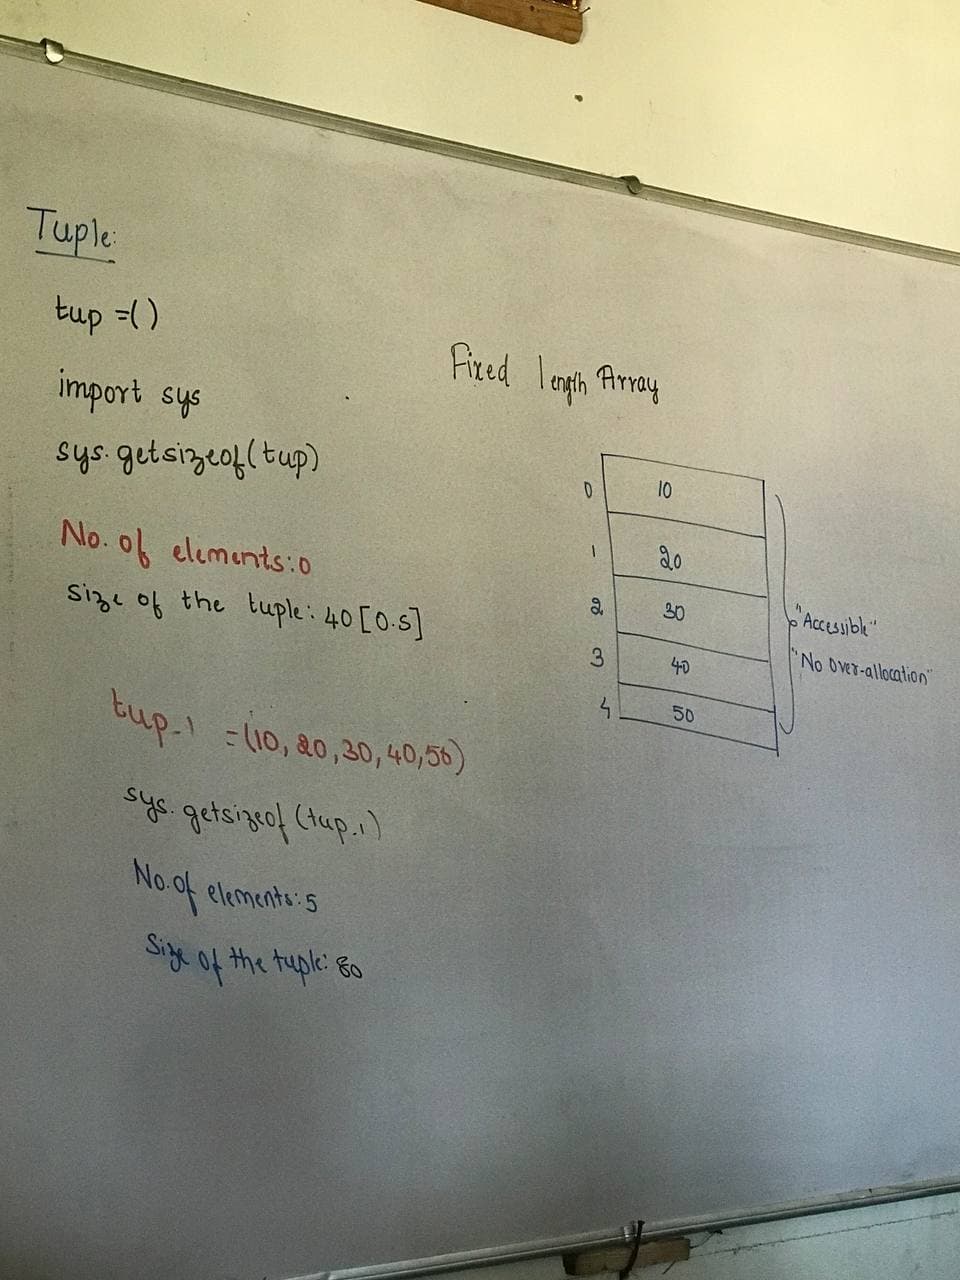 Tuple:
tup =()
import sys
sys.getsizeof(tup)
No. of elements:0
size of the tuple: 40 [O.S]
tup_1 =(10, 20, 30, 40, 50)
sys.getsizeof (tup_1)
No.of elements:5
Size of the tuple: 80
Fixed length Array
0 10
1 20
2 30
3 40
4 50
"Accessible"
"No Over-allocation"